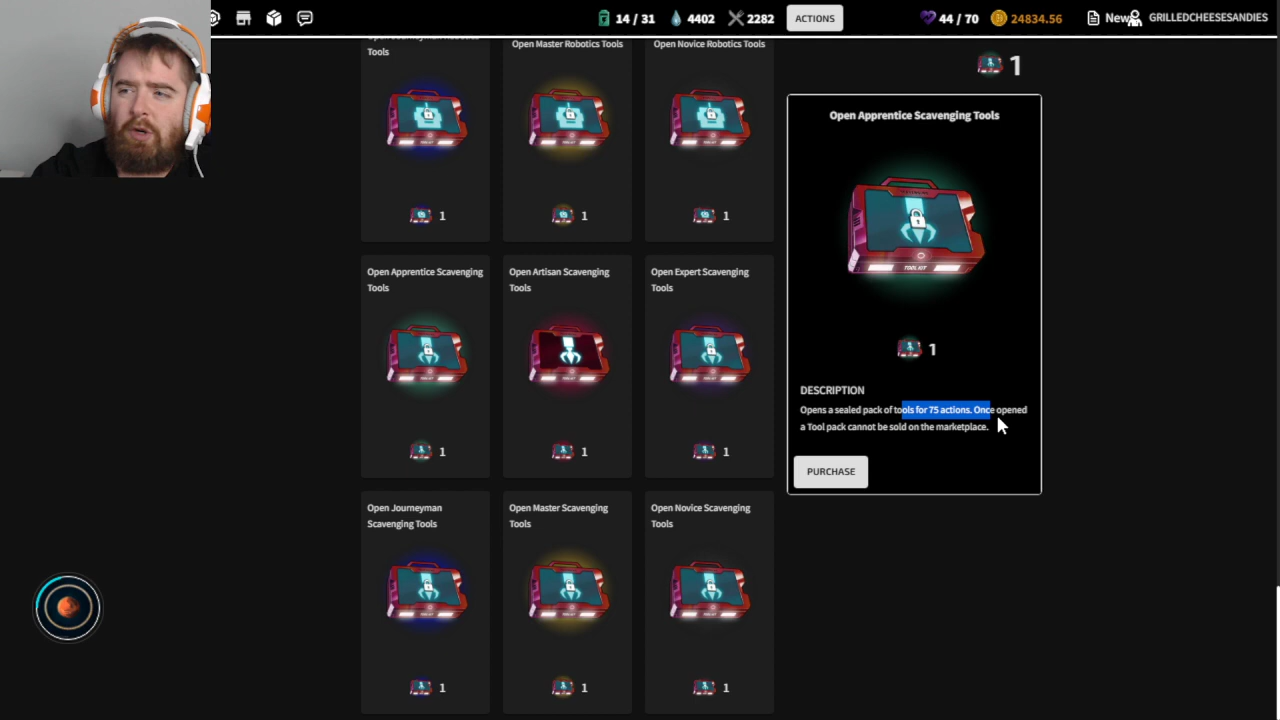 14 / 31
4402
2282
ACTIONS
44 / 70
24834.56
New
GRILLEDCHEESESANDIES
Tools
Open Master Robotics Tools
Open Novice Robotics Tools
1
1
1
1
Open Apprentice Scavenging
Tools
Open Artisan Scavenging
Tools
Open Expert Scavenging
Tools
1
1
1
Open Journeyman
Scavenging Tools
Open Master Scavenging
Tools
Open Novice Scavenging
Tools
1
1
1
Open Apprentice Scavenging Tools
TOOL KIT
1
DESCRIPTION
Opens a sealed pack of tools for 75 actions. Once opened
a Tool pack cannot be sold on the marketplace.
PURCHASE